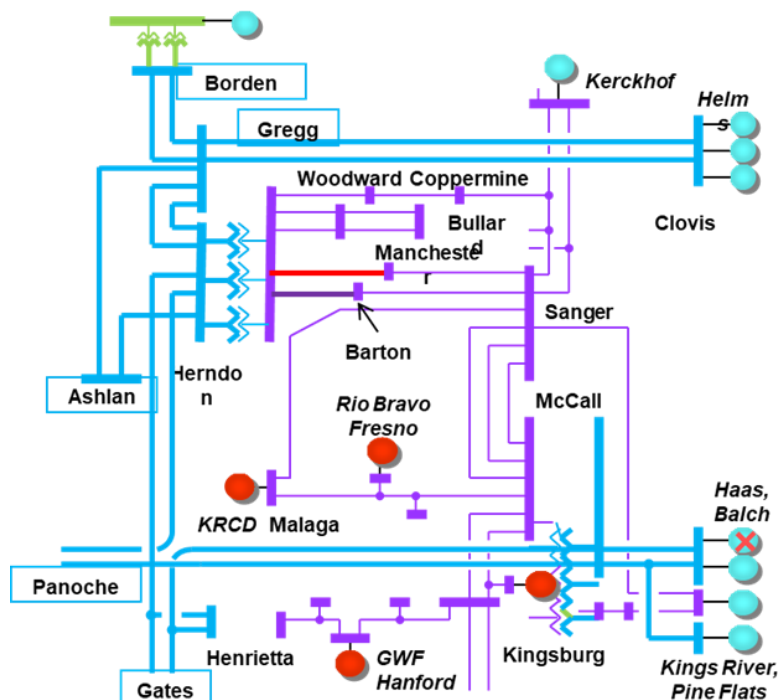 Kerckhof
Borden
Helm
s
Gregg
Woodward Coppermine
Bullar
d
Clovis
Mancheste
r
Sanger
Barton
Herndo
n
Ashlan
McCall
Rio Bravo
Fresno
Haas,
Balch
KRCD Malaga
Panoche
Henrietta
GWF
Hanford
Kingsburg
Kings River,
Pine Flats
Gates